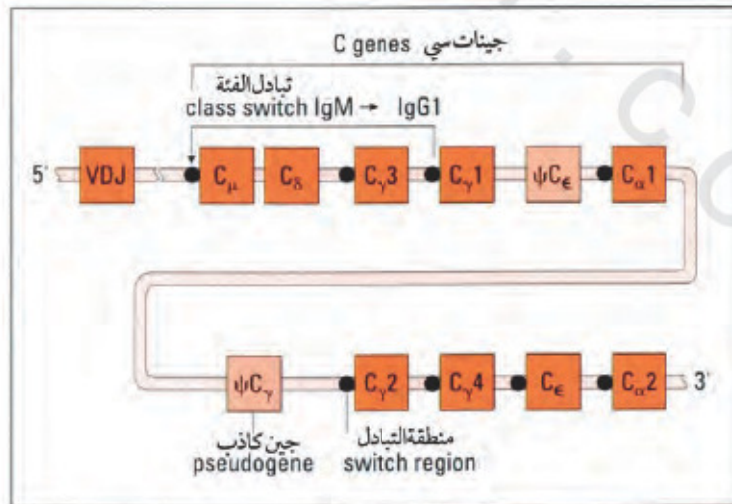 C genes جينات سي
تبادل الفئة
class switch IgM → IgG1
5′ VDJ Cμ Cδ Cγ3 Cγ1 ψCϵ Cα1
ψCγ Cγ2 Cγ4 Cϵ Cα2 3′
جين كاذب منطقة التبادل
pseudogene switch region